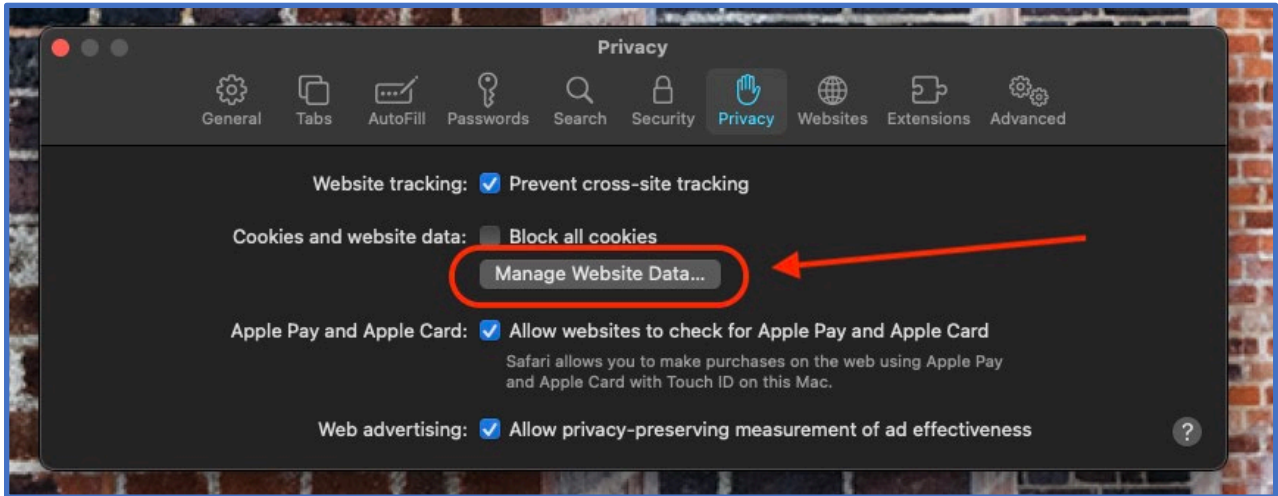 Privacy
General Tabs AutoFill Passwords Search Security Privacy Websites Extensions Advanced
Website tracking: Prevent cross-site tracking
Cookies and website data: Block all cookies
Manage Website Data...
Apple Pay and Apple Card: Allow websites to check for Apple Pay and Apple Card
Safari allows you to make purchases on the web using Apple Pay
and Apple Card with Touch ID on this Mac.
Web advertising: Allow privacy-preserving measurement of ad effectiveness
?